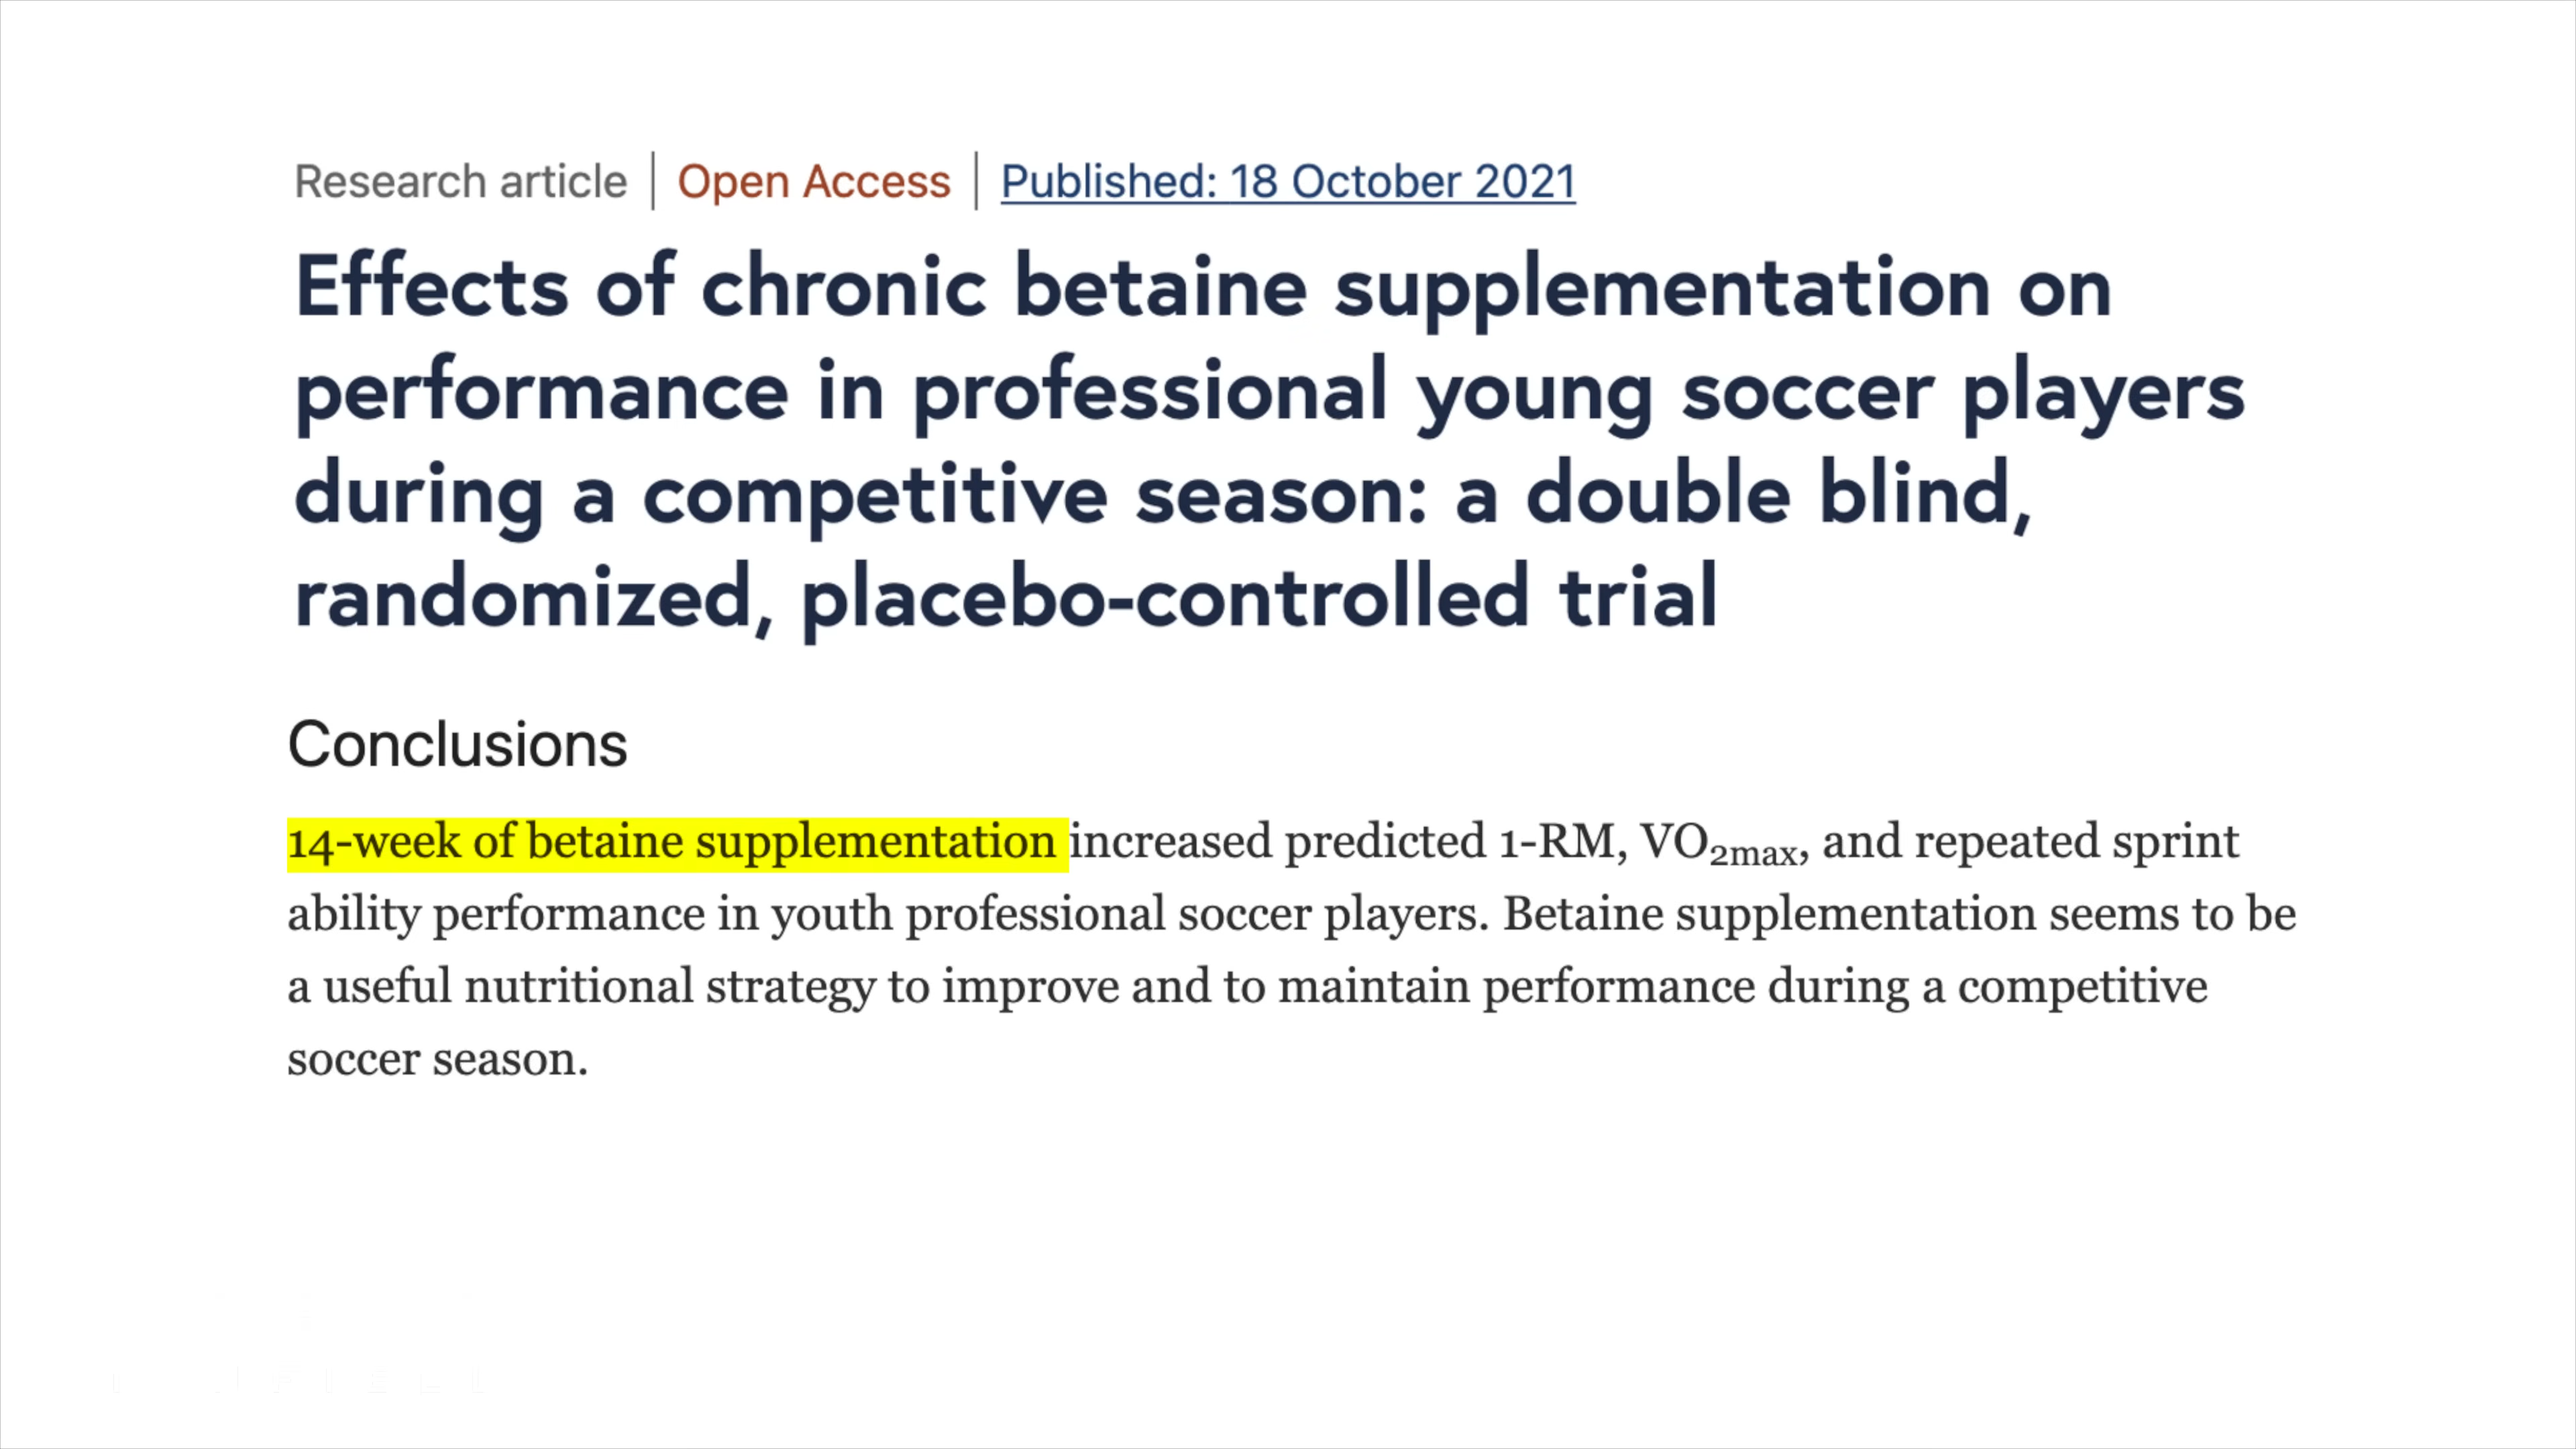 Research article | Open Access | Published: 18 October 2021
Effects of chronic betaine supplementation on
performance in professional young soccer players
during a competitive season: a double blind,
randomized, placebo-controlled trial
Conclusions
14-week of betaine supplementation increased predicted 1-RM, VO₂max, and repeated sprint
ability performance in youth professional soccer players. Betaine supplementation seems to be
a useful nutritional strategy to improve and to maintain performance during a competitive
soccer season.